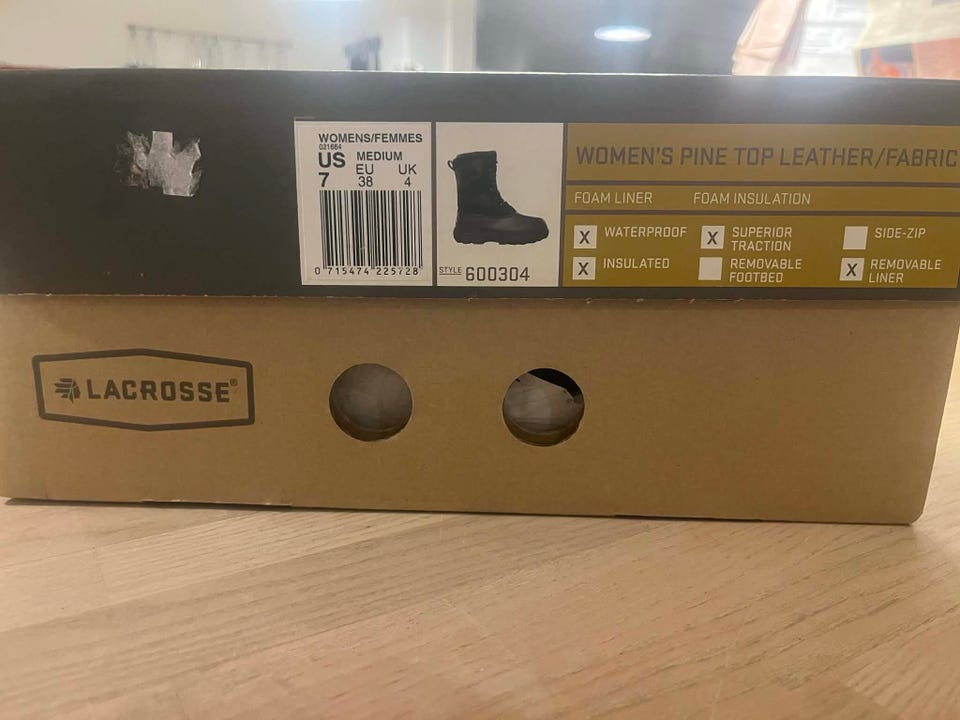 WOMENS/FEMMES
021664
US MEDIUM
7 EU UK
38 4
0 715474 225728
STYLE 600304
WOMEN'S PINE TOP LEATHER/FABRIC
FOAM LINER FOAM INSULATION
X WATERPROOF X SUPERIOR TRACTION SIDE-ZIP
X INSULATED REMOVABLE FOOTBED X REMOVABLE LINER
LACROSSE®